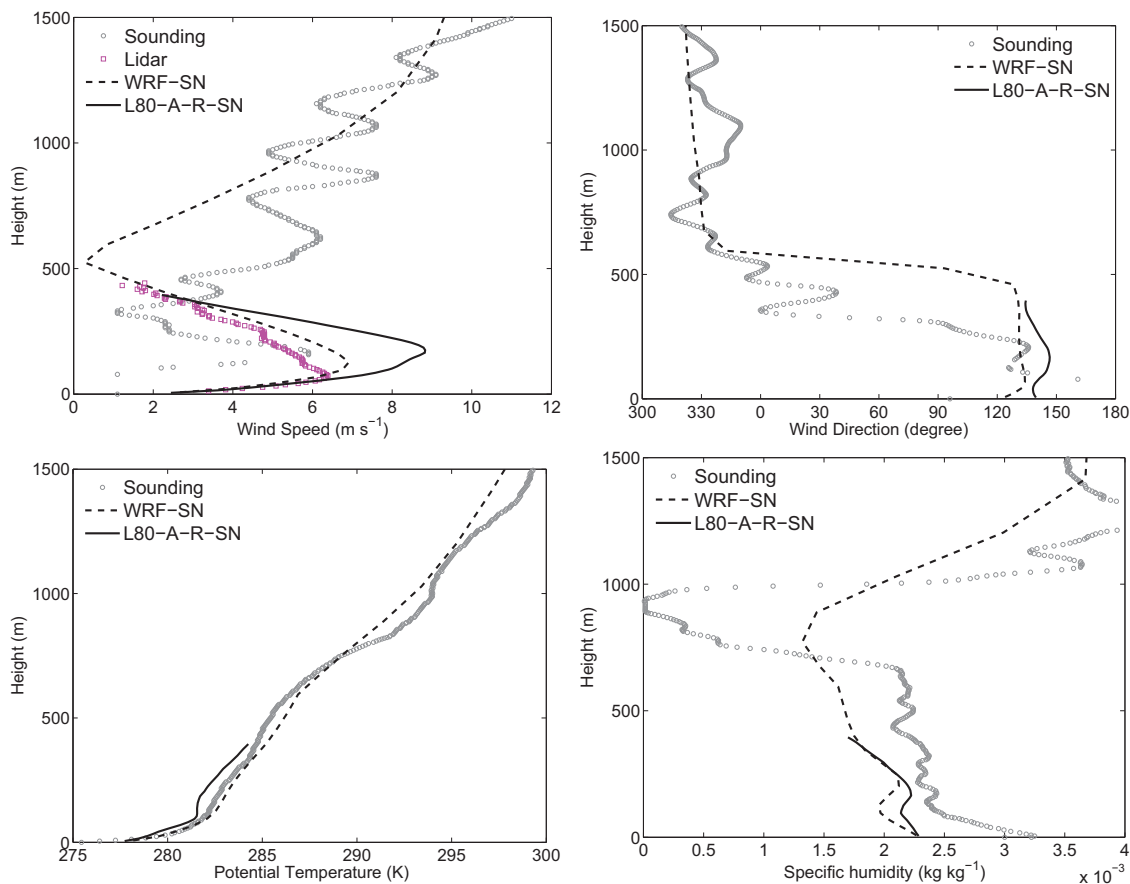 1500
1000
500
0
Height (m)
Sounding
Lidar
WRF−SN
L80−A−R−SN
0 2 4 6 8 10 12
Wind Speed (m s−1)
1500
1000
500
0
Height (m)
Sounding
WRF−SN
L80−A−R−SN
300 330 0 30 60 90 120 150 180
Wind Direction (degree)
1500
1000
500
0
Height (m)
Sounding
WRF−SN
L80−A−R−SN
275 280 285 290 295 300
Potential Temperature (K)
1500
1000
500
0
Height (m)
Sounding
WRF−SN
L80−A−R−SN
0 0.5 1 1.5 2 2.5 3 3.5 4
Specific humidity (kg kg−1)
x 10−3